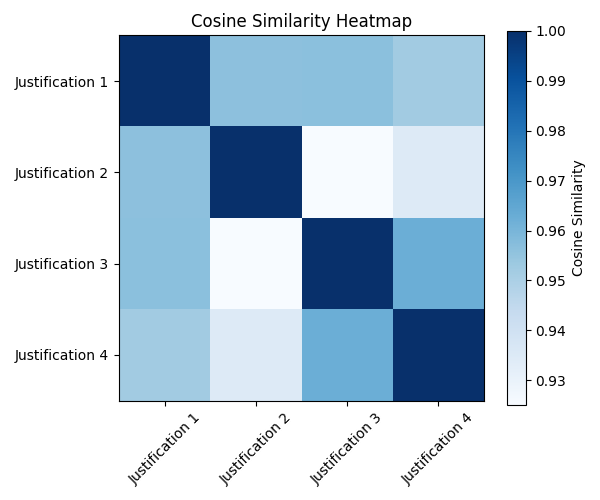 Cosine Similarity Heatmap
Justification 1
Justification 2
Justification 3
Justification 4
Justification 1
Justification 2
Justification 3
Justification 4
1.00
0.99
0.98
0.97
0.96
0.95
0.94
0.93
Cosine Similarity